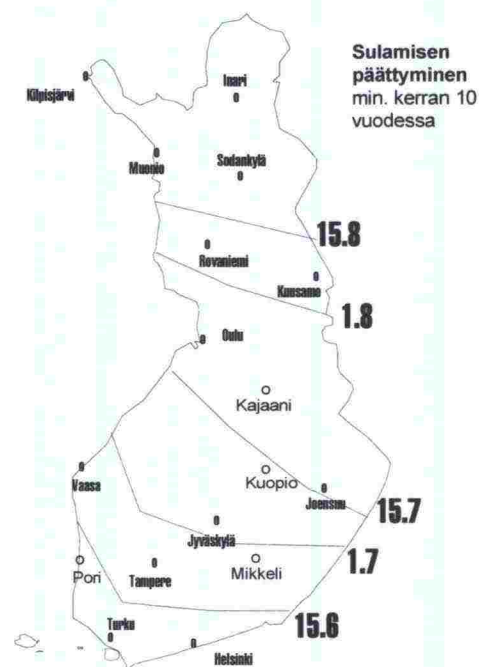 Sulamisen
päättyminen
min. kerran 10
vuodessa
Kilpisjärvi
Inari
Muonio
Sodankylä
15.8
Rovaniemi
Kuusamo
1.8
Oulu
Kajaani
Vaasa
Kuopio
Joensuu
15.7
Jyväskylä
1.7
Pori
Tampere
Mikkeli
15.6
Turku
Helsinki